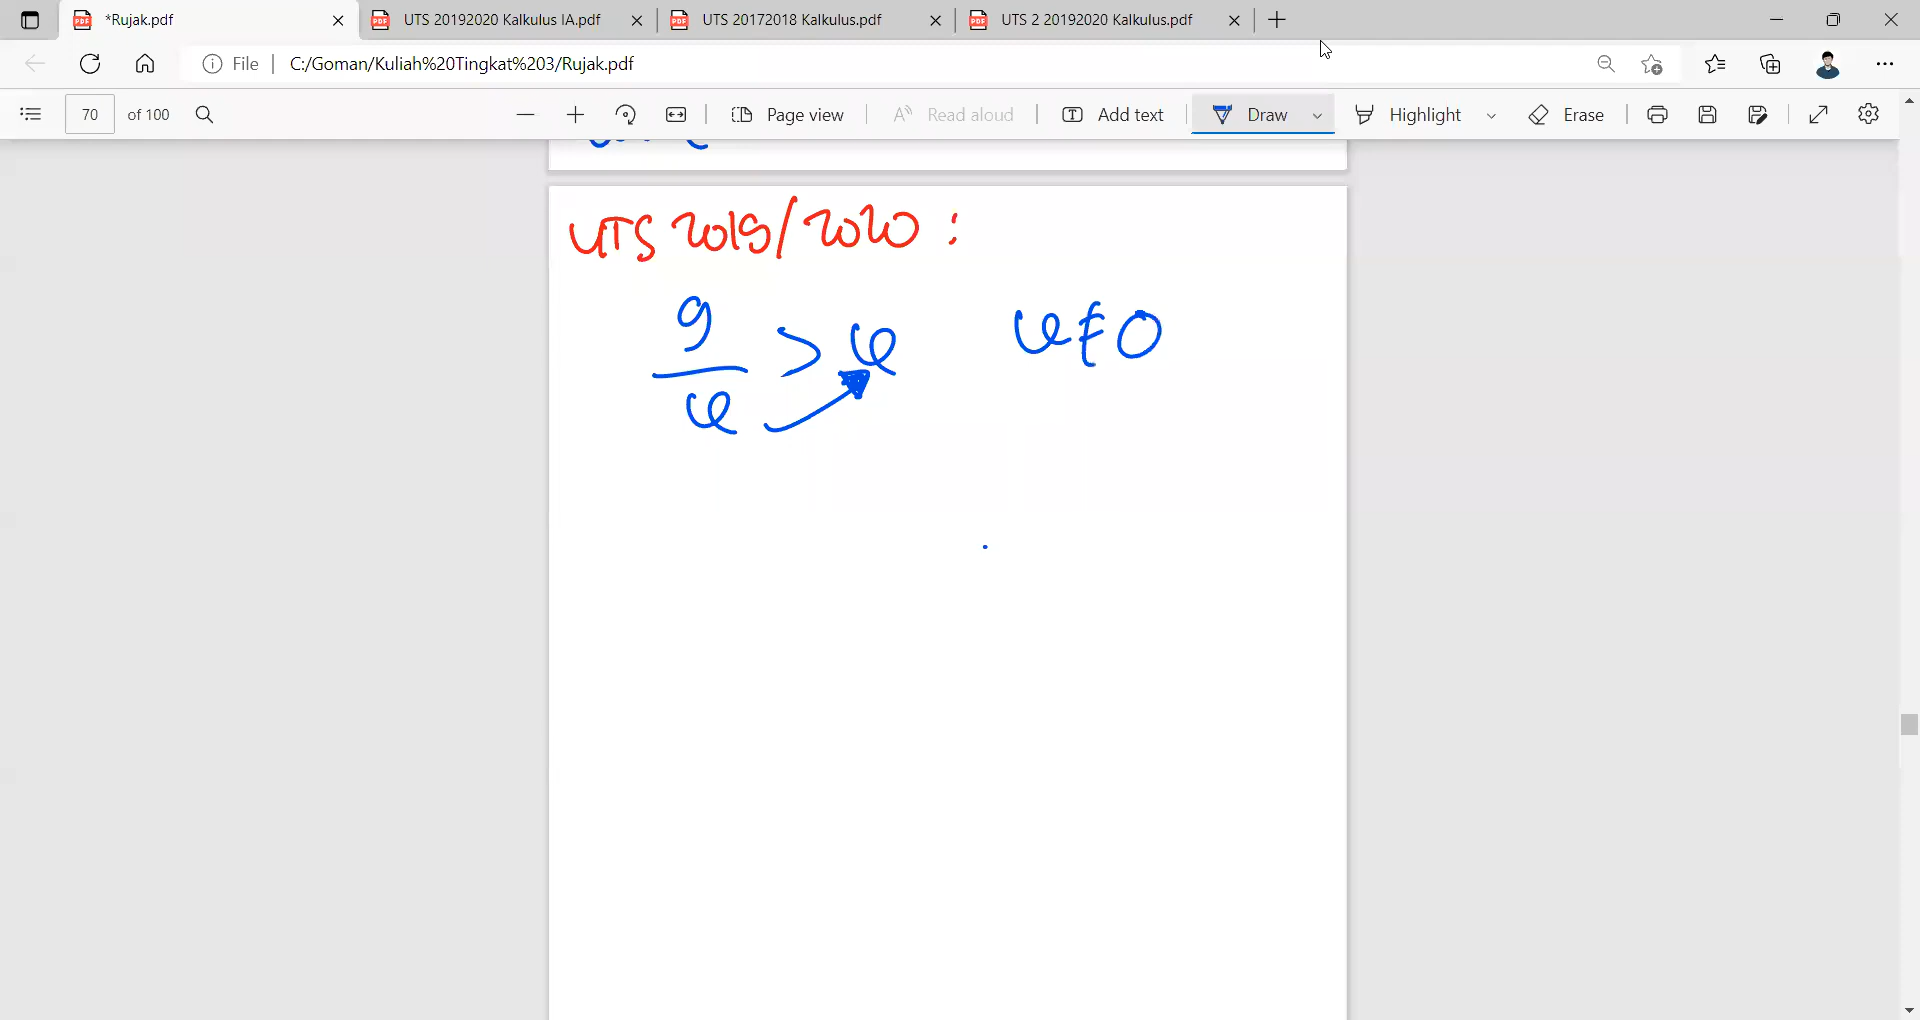 *Rujak.pdf
UTS 20192020 Kalkulus IA.pdf
UTS 20172018 Kalkulus.pdf
UTS 2 20192020 Kalkulus.pdf
File
C:/Goman/Kuliah%20Tingkat%203/Rujak.pdf
70 of 100
Page view
Read aloud
Add text
Draw
Highlight
Erase
UTS 2019/2020 :
9
> x
x ≠ 0
x